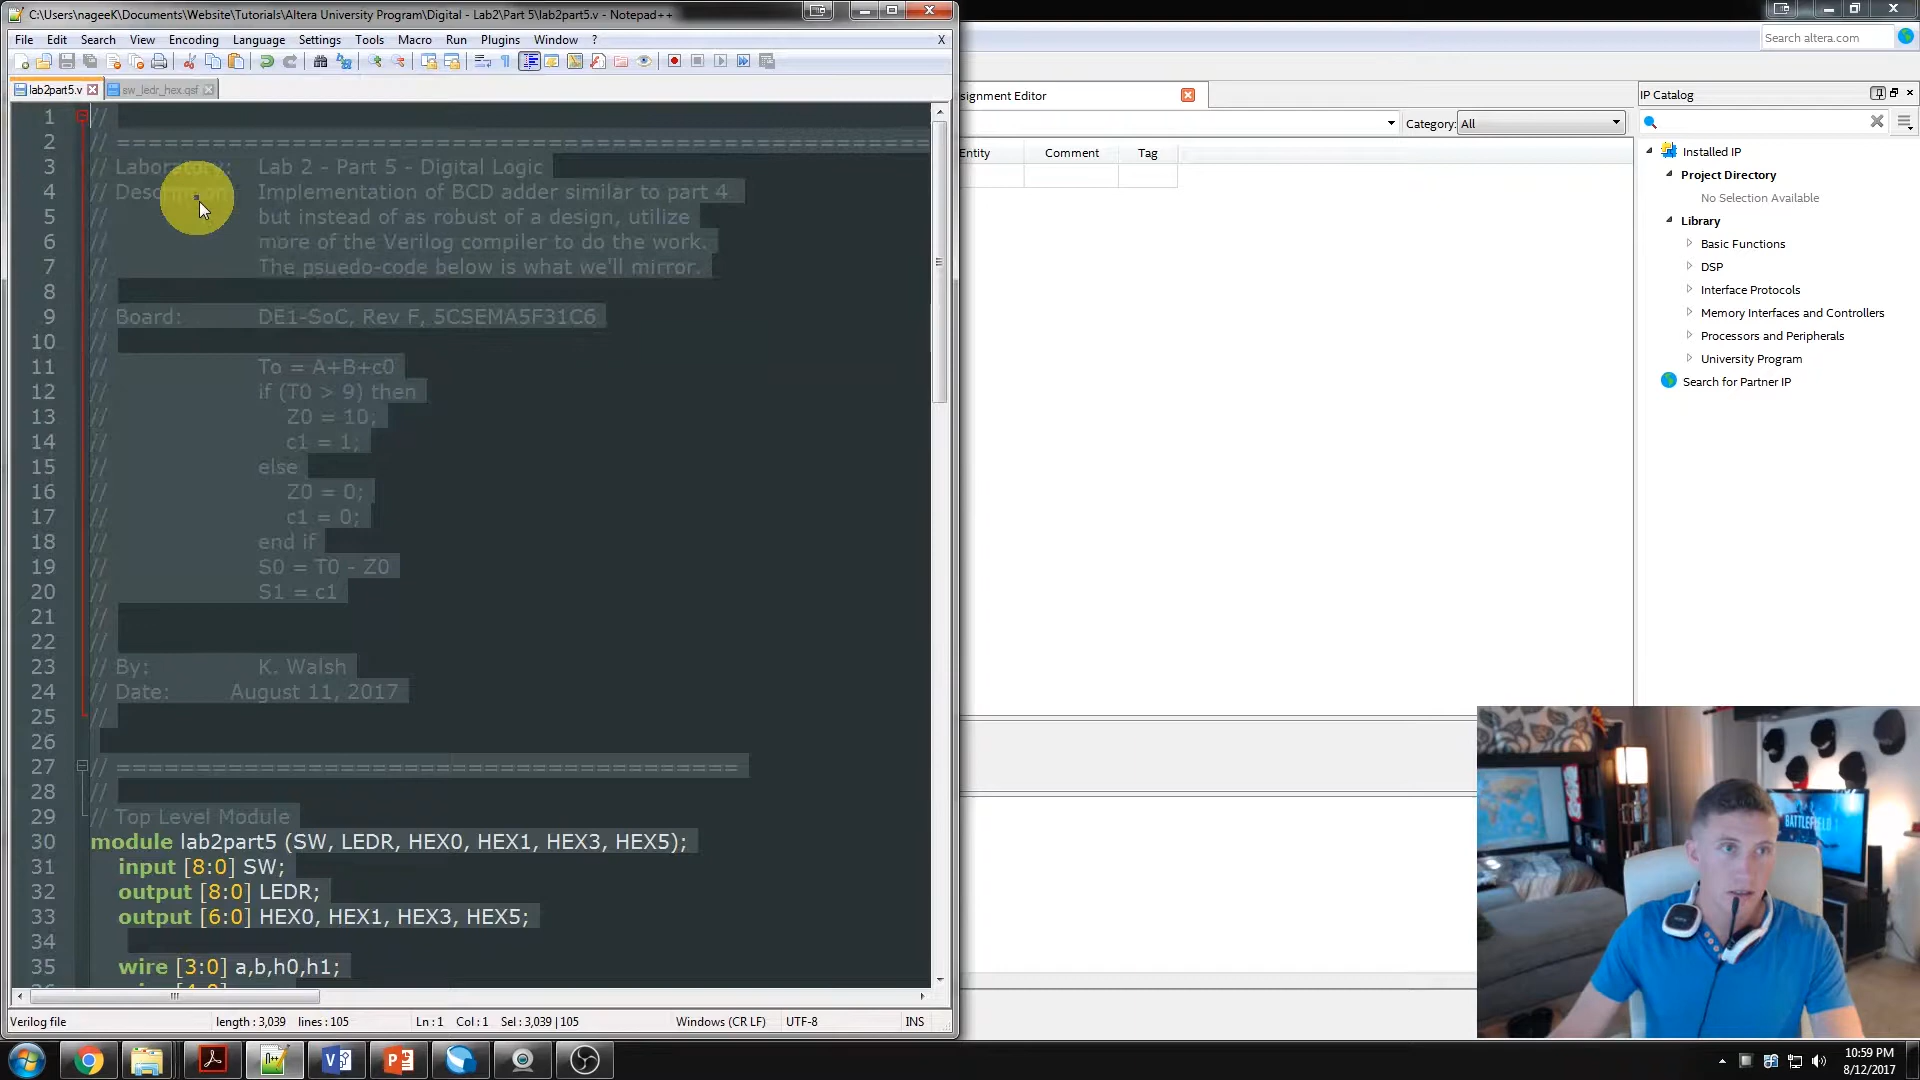 C:\Users\nageeK\Documents\Website\Tutorials\Altera University Program\Digital - Lab2\Part 5\lab2part5.v - Notepad++
File Edit Search View Encoding Language Settings Tools Macro Run Plugins Window ? X
lab2part5.v sw_ledr_hex.qsf
1 //
2 // ====================================================
3 // Laboratory: Lab 2 - Part 5 - Digital Logic
4 // Description: Implementation of BCD adder similar to part 4
5 // but instead of as robust of a design, utilize
6 // more of the Verilog compiler to do the work.
7 // The psuedo-code below is what we'll mirror.
8 //
9 // Board: DE1-SoC, Rev F, 5CSEMA5F31C6
10 //
11 // To = A+B+c0
12 // if (T0 > 9) then
13 // Z0 = 10;
14 // c1 = 1;
15 // else
16 // Z0 = 0;
17 // c1 = 0;
18 // end if
19 // S0 = T0 - Z0
20 // S1 = c1
21 //
22 //
23 // By: K. Walsh
24 // Date: August 11, 2017
25 //
26
27 // =======================================
28 //
29 // Top Level Module
30 module lab2part5 (SW, LEDR, HEX0, HEX1, HEX3, HEX5);
31 input [8:0] SW;
32 output [8:0] LEDR;
33 output [6:0] HEX0, HEX1, HEX3, HEX5;
34
35 wire [3:0] a,b,h0,h1;
Verilog file length : 3,039 lines : 105 Ln : 1 Col : 1 Sel : 3,039 | 105 Windows (CR LF) UTF-8 INS
Search altera.com
signment Editor
Category: All
Entity Comment Tag
IP Catalog
Installed IP
Project Directory
No Selection Available
Library
Basic Functions
DSP
Interface Protocols
Memory Interfaces and Controllers
Processors and Peripherals
University Program
Search for Partner IP
BATTLEFIELD 1
10:59 PM
8/12/2017